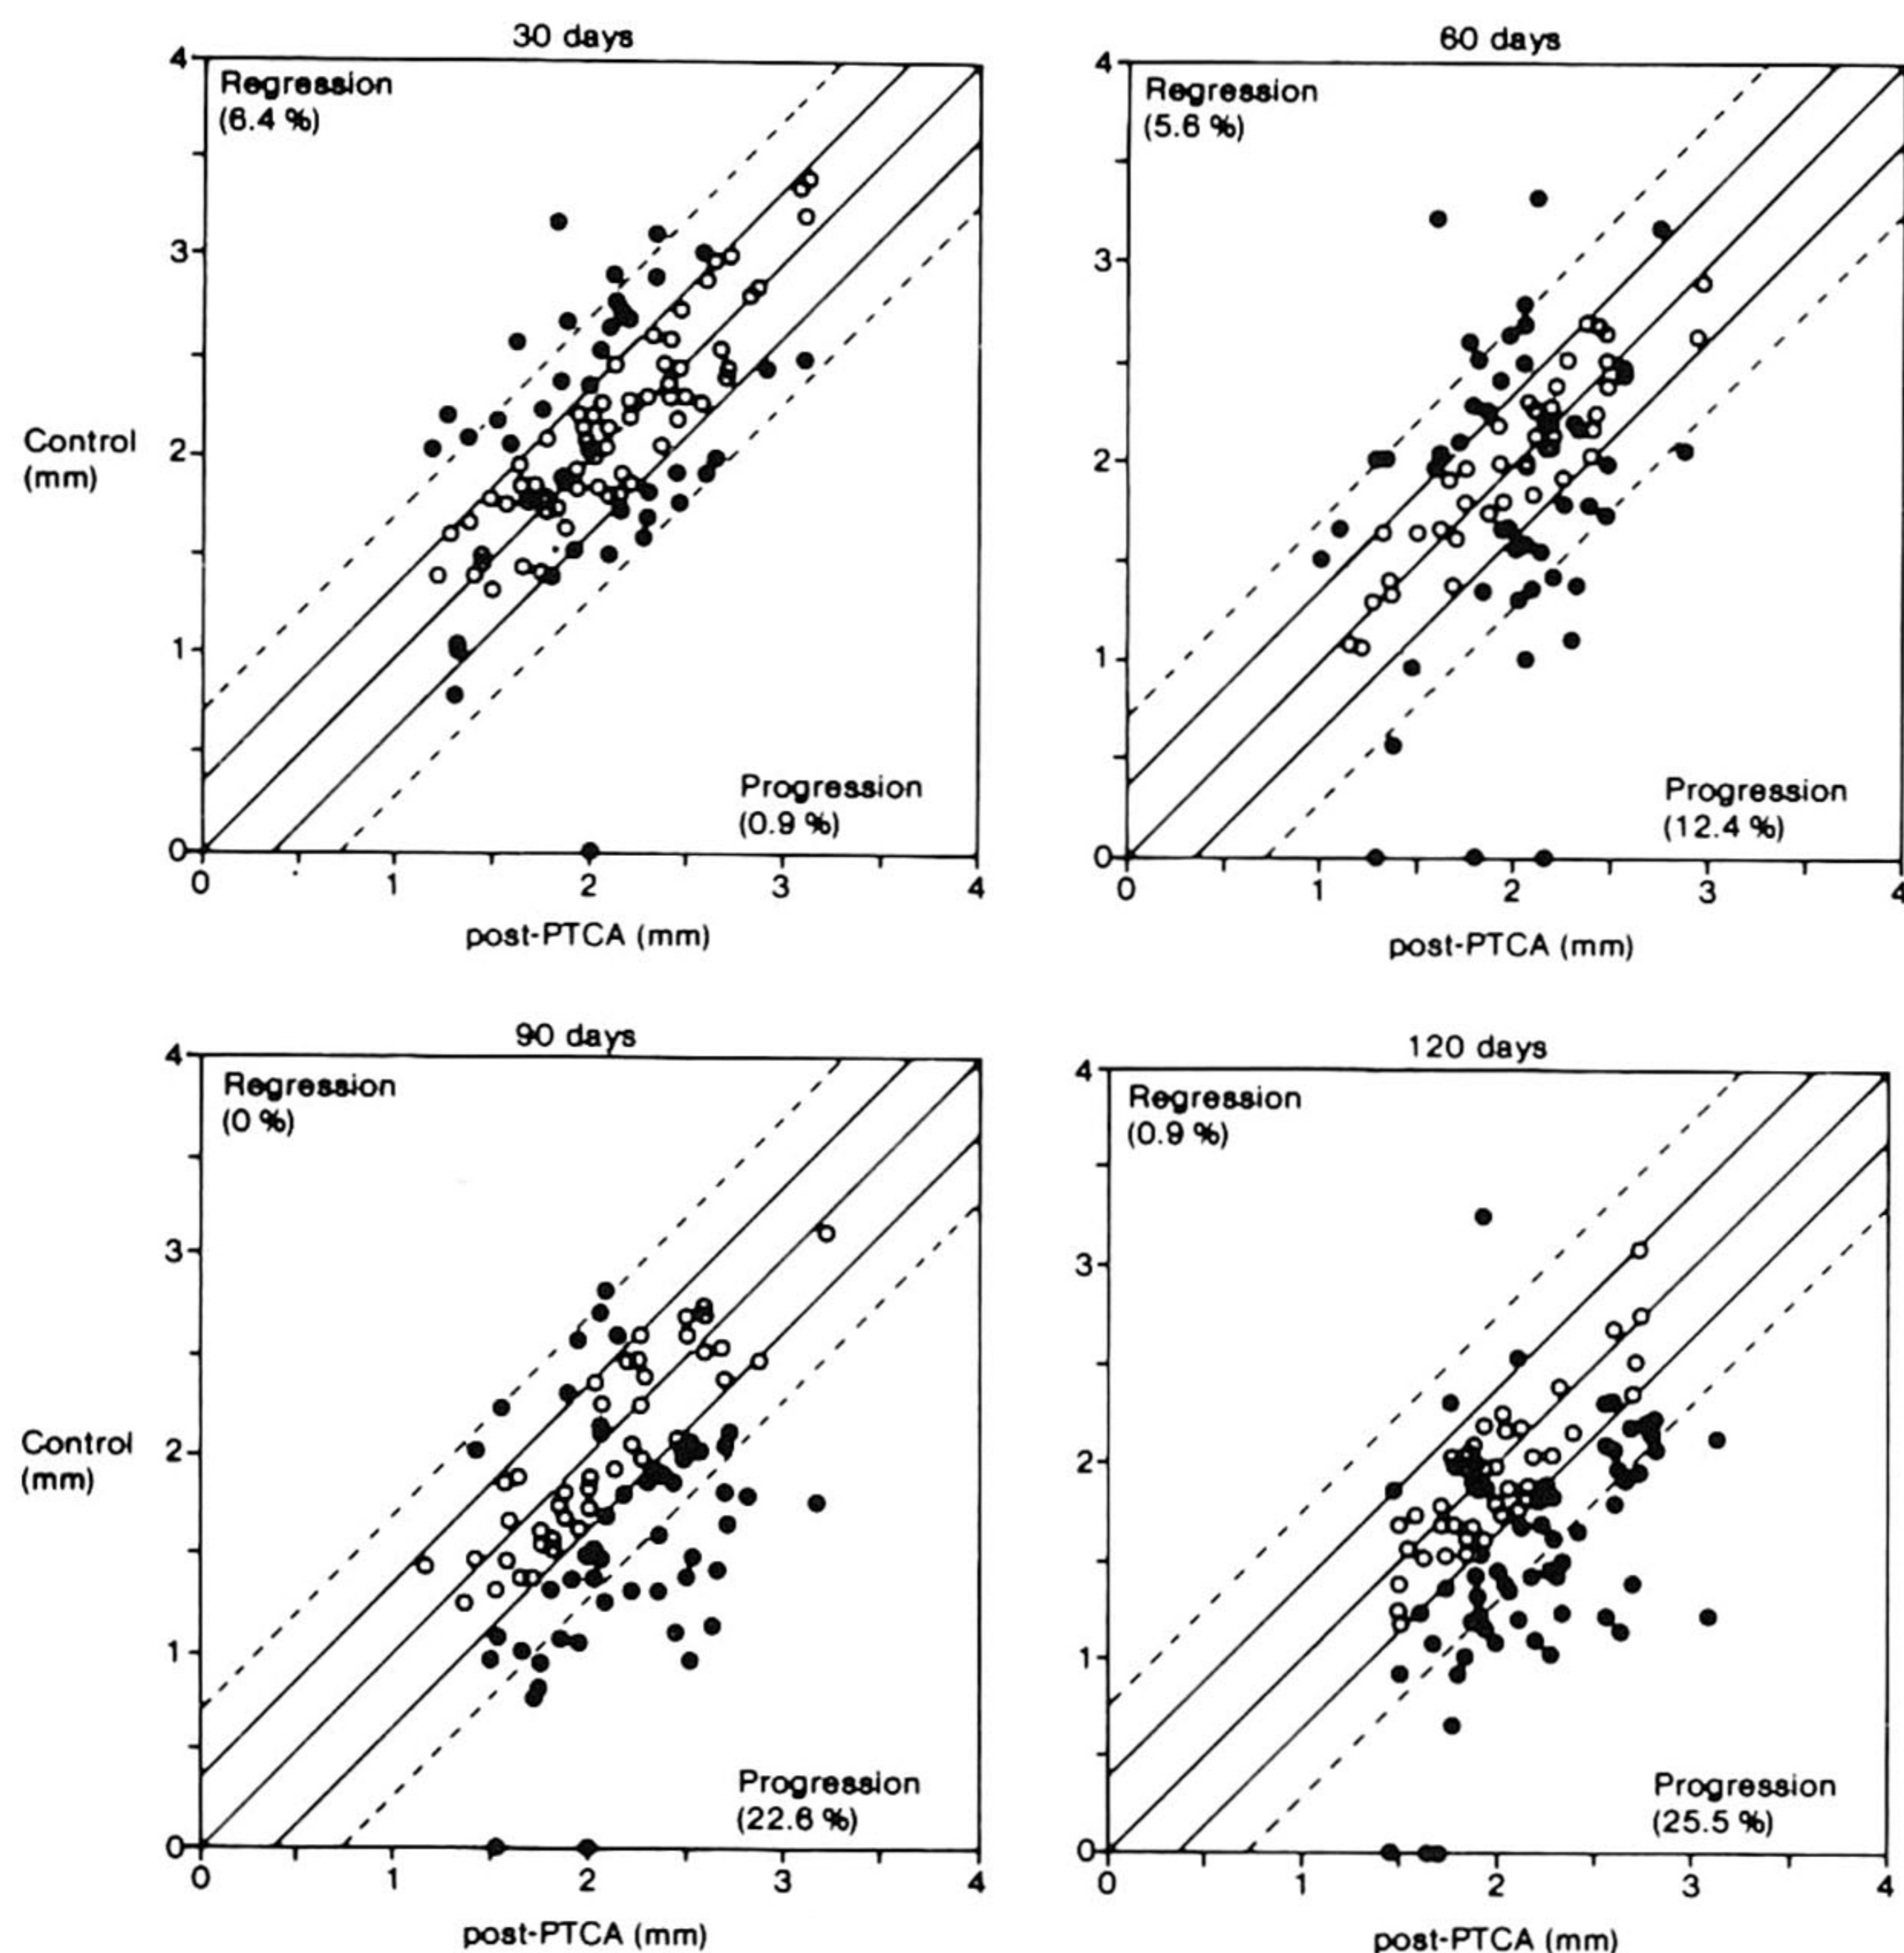 30 days
4
Regression
(6.4 %)
3
Control
(mm)
2
1
Progression
(0.9 %)
0
0 1 2 3 4
post-PTCA (mm)
60 days
4
Regression
(5.6 %)
3
2
1
Progression
(12.4 %)
0
0 1 2 3 4
post-PTCA (mm)
90 days
4
Regression
(0 %)
3
Control
(mm)
2
1
Progression
(22.6 %)
0
0 1 2 3 4
post-PTCA (mm)
120 days
4
Regression
(0.9 %)
3
2
1
Progression
(25.5 %)
0
0 1 2 3 4
post-PTCA (mm)